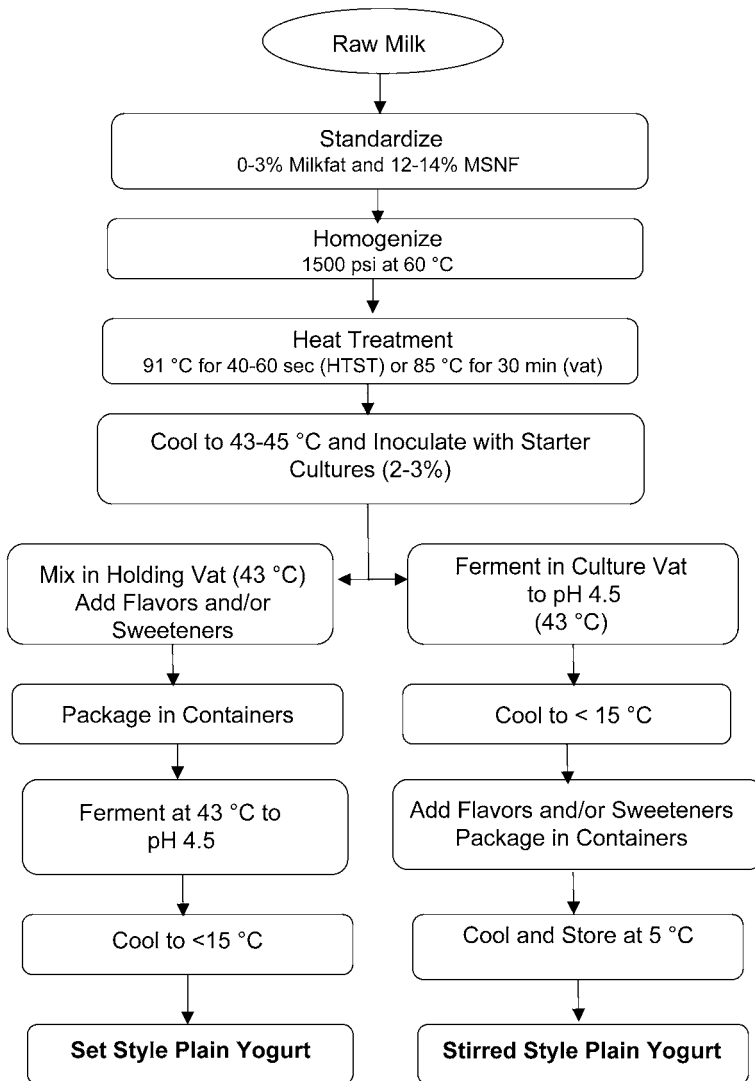 Raw Milk
Standardize
0-3% Milkfat and 12-14% MSNF
Homogenize
1500 psi at 60 °C
Heat Treatment
91 °C for 40-60 sec (HTST) or 85 °C for 30 min (vat)
Cool to 43-45 °C and Inoculate with Starter
Cultures (2-3%)
Mix in Holding Vat (43 °C)
Add Flavors and/or
Sweeteners
Package in Containers
Ferment at 43 °C to
pH 4.5
Cool to <15 °C
Set Style Plain Yogurt
Ferment in Culture Vat
to pH 4.5
(43 °C)
Cool to < 15 °C
Add Flavors and/or Sweeteners
Package in Containers
Cool and Store at 5 °C
Stirred Style Plain Yogurt